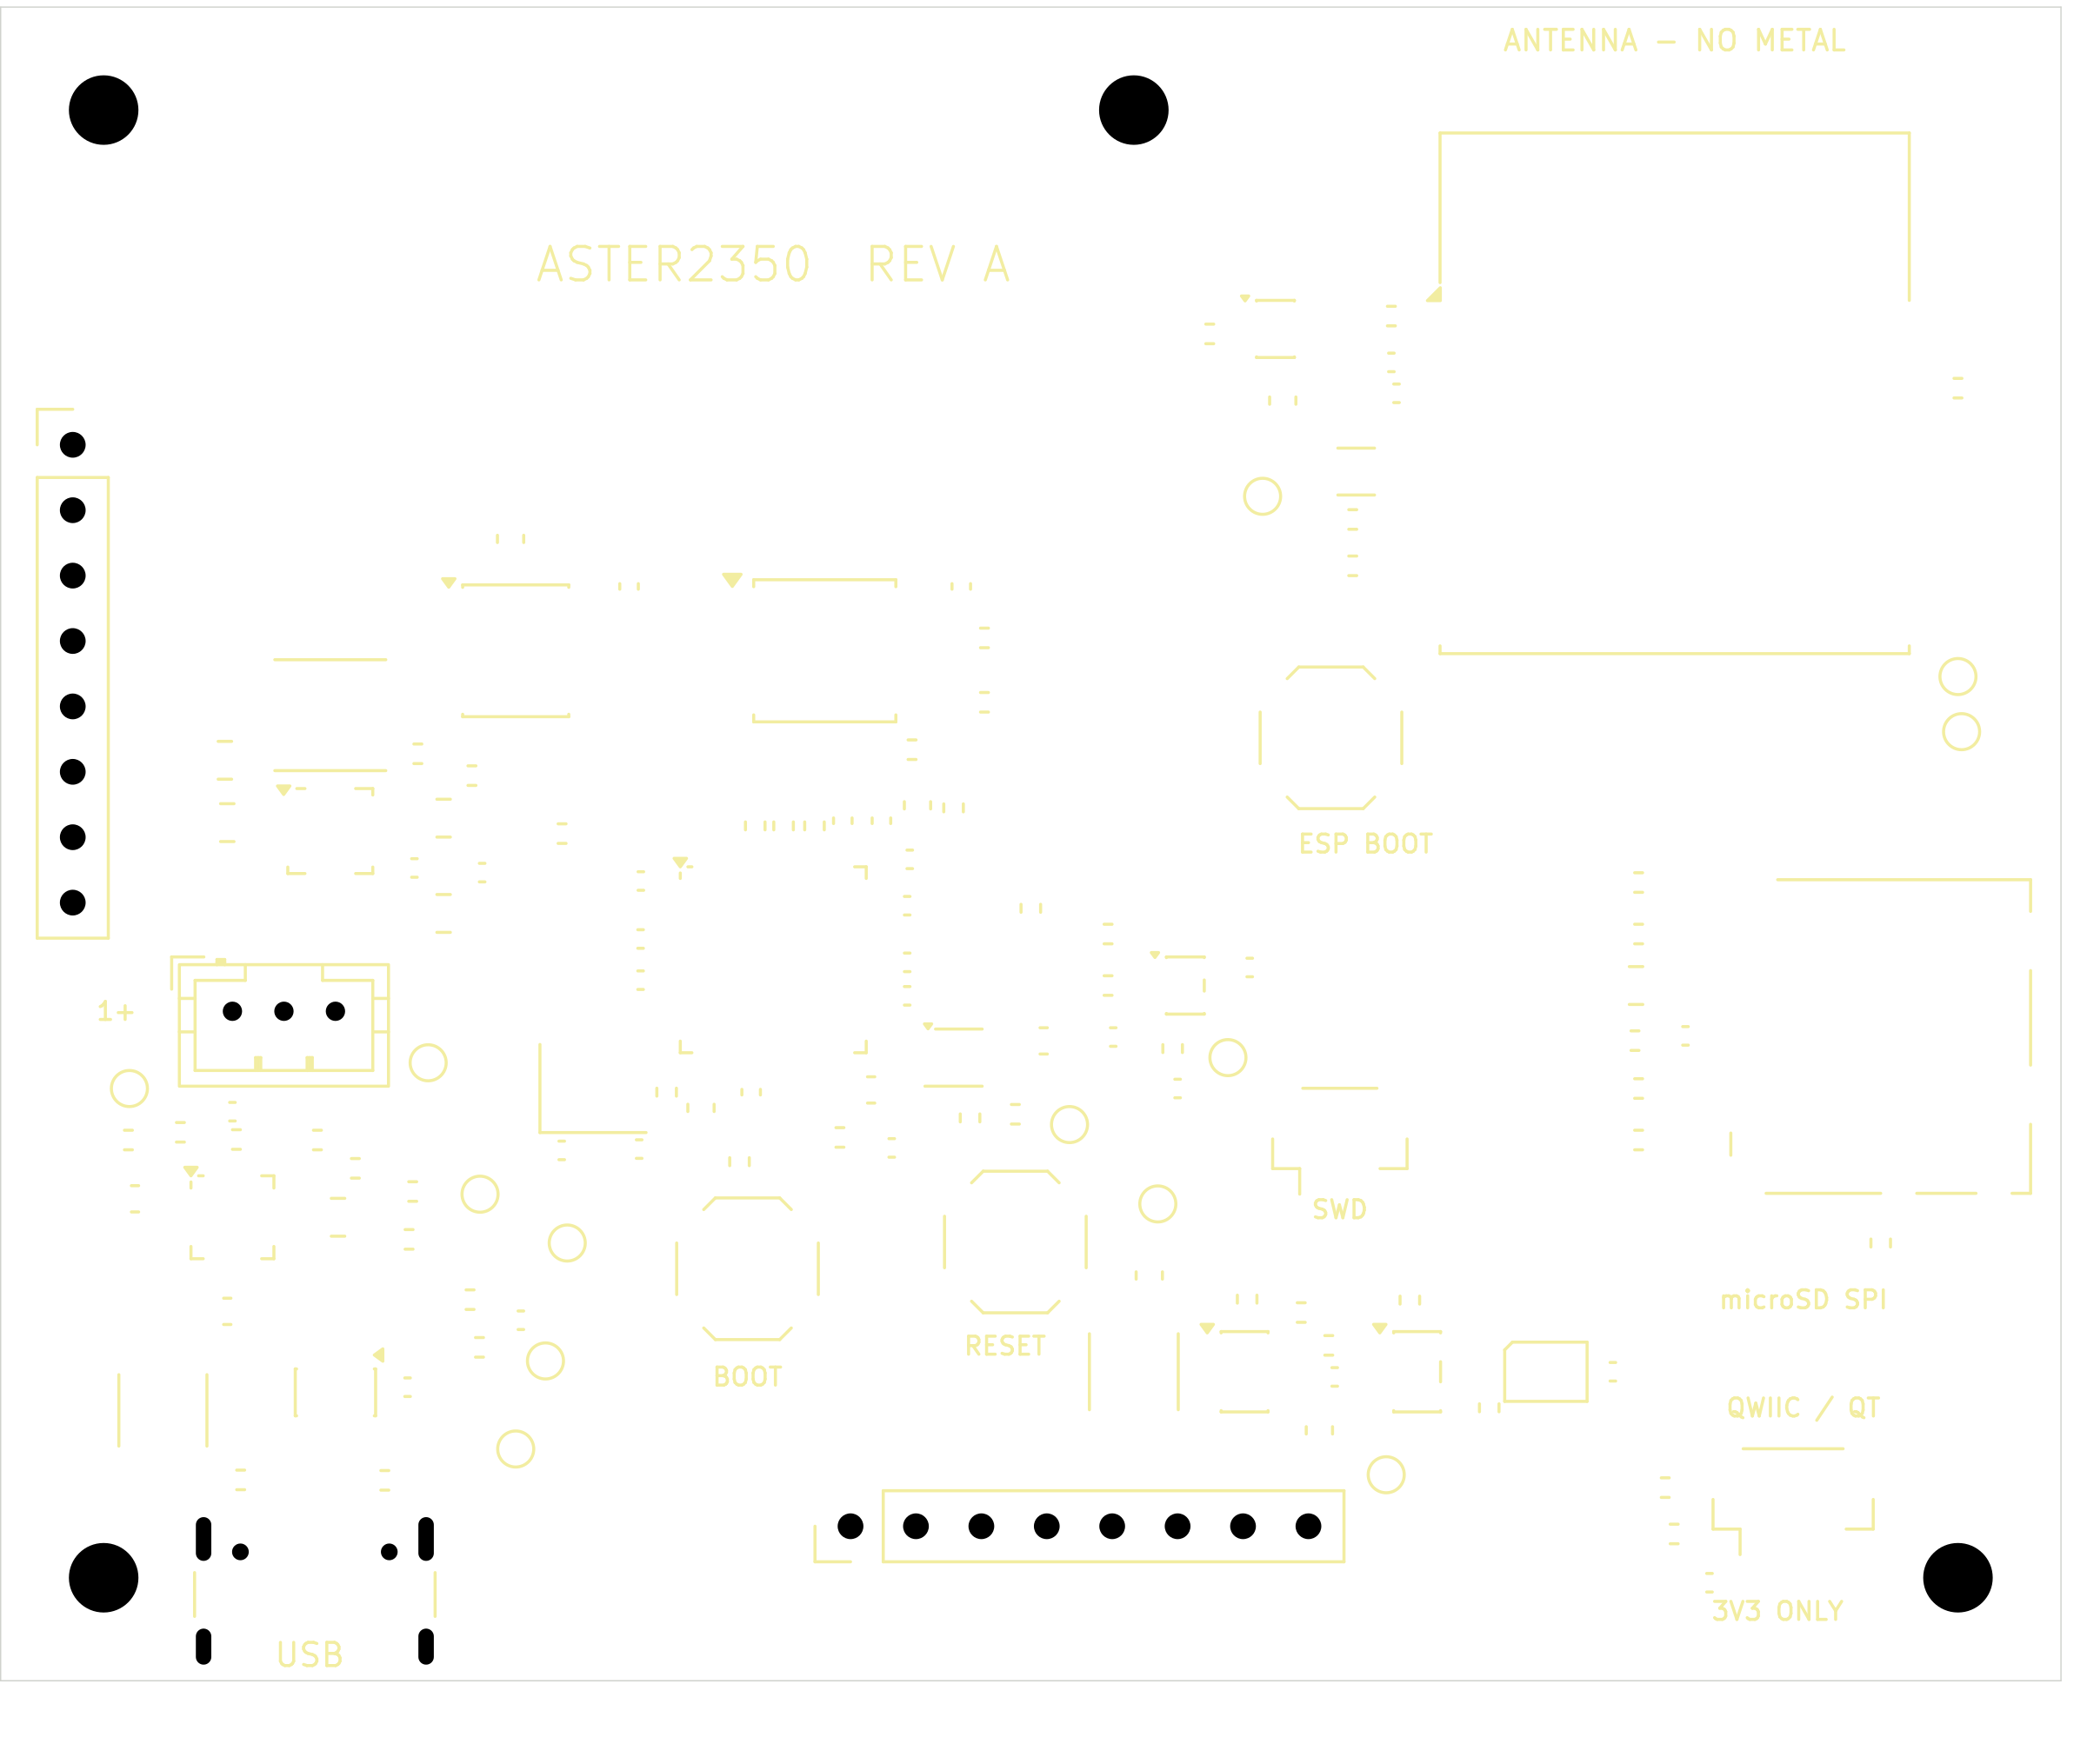 ANTENNA - NO METAL
ASTER2350 REV A
ESP BOOT
1+
SWD
microSD SPI
RESET
BOOT
QWIIC / QT
3V3 ONLY
USB